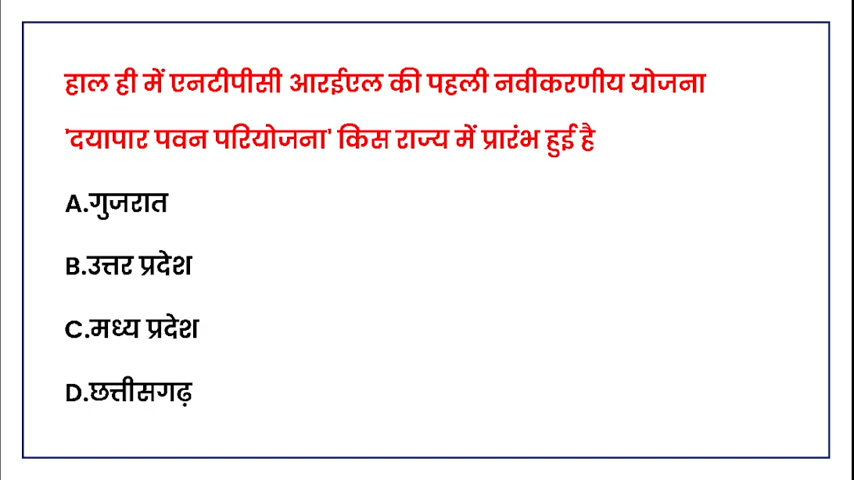 हाल ही में एनटीपीसी आरईएल की पहली नवीकरणीय योजना
'दयापार पवन परियोजना' किस राज्य में प्रारंभ हुई है
A.गुजरात
B.उत्तर प्रदेश
C.मध्य प्रदेश
D.छत्तीसगढ़